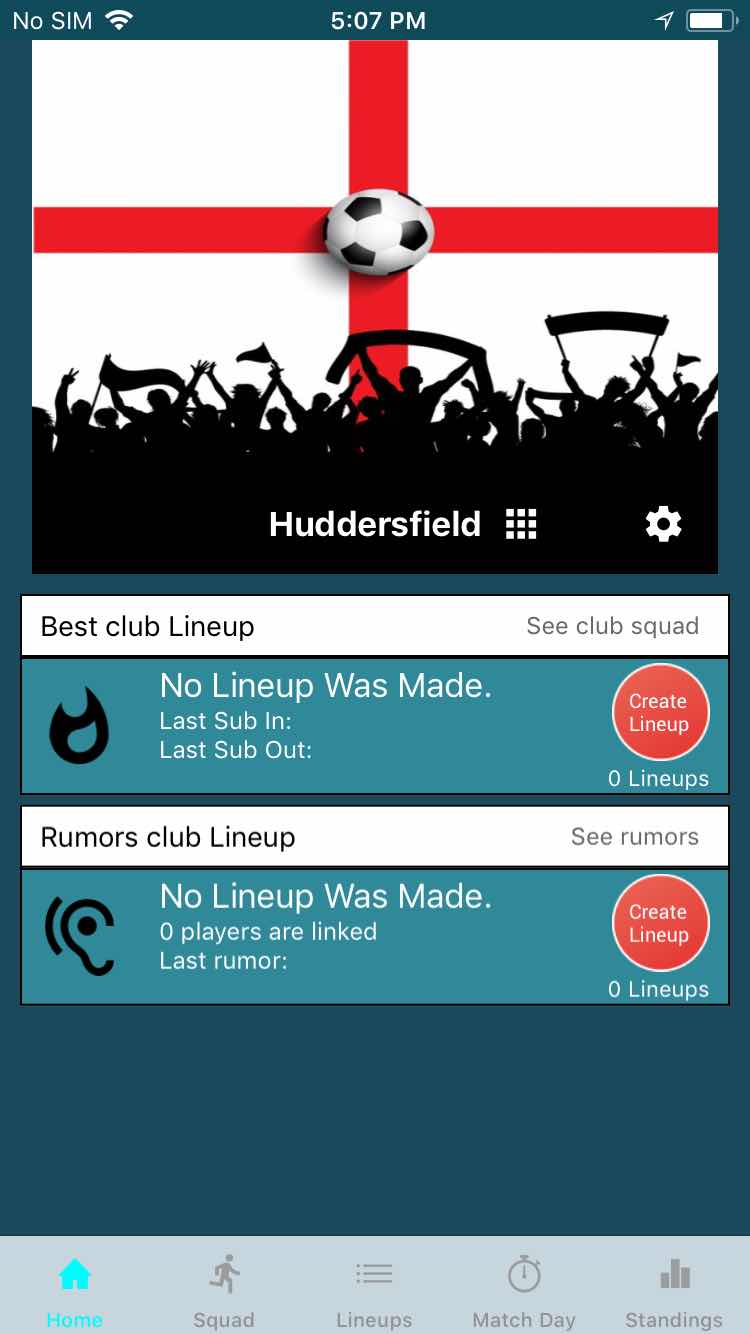 No SIM 5:07 PM
Huddersfield
Best club Lineup See club squad
No Lineup Was Made.
Last Sub In:
Last Sub Out:
Create
Lineup
0 Lineups
Rumors club Lineup See rumors
No Lineup Was Made.
0 players are linked
Last rumor:
Create
Lineup
0 Lineups
Home Squad Lineups Match Day Standings